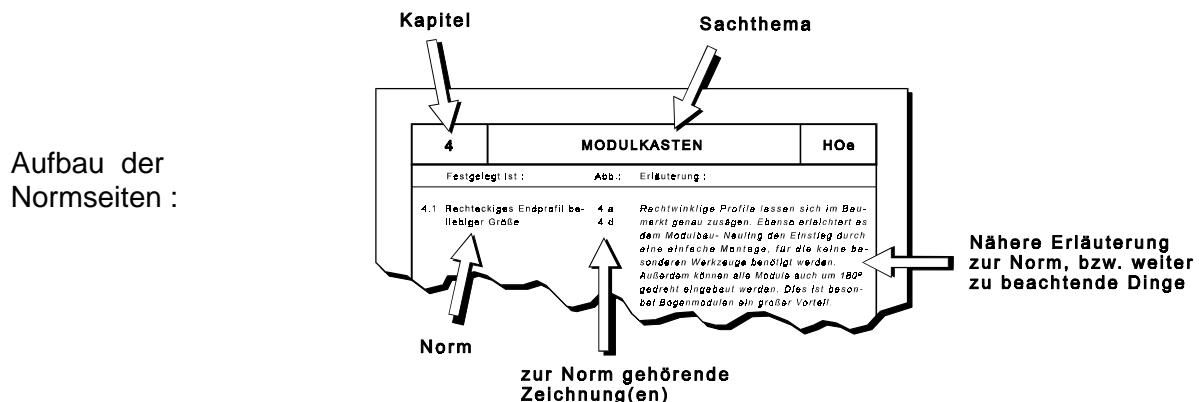 Kapitel
Sachthema
Aufbau der
Normseiten :
4
MODULKASTEN
HOe
Festgelegt ist :
Abb.:
Erläuterung :
4.1 Rechteckiges Endprofil be-
liebiger Größe
4 a
4 d
Rechtwinklige Profile lassen sich im Bau-
markt genau zusägen. Ebenso erleichtert es
dem Modulbau- Neuling den Einstieg durch
eine einfache Montage, für die keine be-
sonderen Werkzeuge benötigt werden.
Außerdem können alle Module auch um 180º
gedreht eingebaut werden. Dies ist beson-
bei Bogenmodulen ein großer Vorteil.
Nähere Erläuterung
zur Norm, bzw. weiter
zu beachtende Dinge
Norm
zur Norm gehörende
Zeichnung(en)